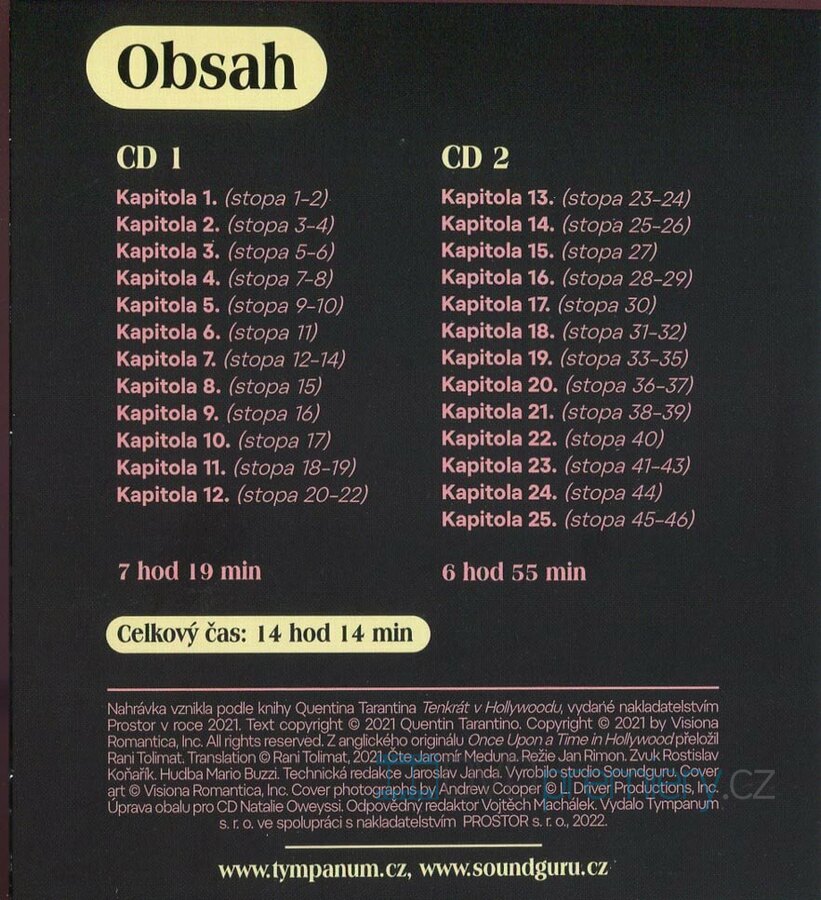 Obsah
CD 1
Kapitola 1. (stopa 1-2)
Kapitola 2. (stopa 3-4)
Kapitola 3. (stopa 5-6)
Kapitola 4. (stopa 7-8)
Kapitola 5. (stopa 9-10)
Kapitola 6. (stopa 11)
Kapitola 7. (stopa 12-14)
Kapitola 8. (stopa 15)
Kapitola 9. (stopa 16)
Kapitola 10. (stopa 17)
Kapitola 11. (stopa 18-19)
Kapitola 12. (stopa 20-22)
7 hod 19 min
CD 2
Kapitola 13. (stopa 23-24)
Kapitola 14. (stopa 25-26)
Kapitola 15. (stopa 27)
Kapitola 16. (stopa 28-29)
Kapitola 17. (stopa 30)
Kapitola 18. (stopa 31-32)
Kapitola 19. (stopa 33-35)
Kapitola 20. (stopa 36-37)
Kapitola 21. (stopa 38-39)
Kapitola 22. (stopa 40)
Kapitola 23. (stopa 41-43)
Kapitola 24. (stopa 44)
Kapitola 25. (stopa 45-46)
6 hod 55 min
Celkový čas: 14 hod 14 min
Nahrávka vznikla podle knihy Quentina Tarantina Tenkrát v Hollywoodu, vydané nakladatelstvím
Prostor v roce 2021. Text copyright © 2021 Quentin Tarantino. Copyright © 2021 by Visiona
Romantica, Inc. All rights reserved. Z anglického originálu Once Upon a Time in Hollywood přeložil
Rani Tolimat. Translation © Rani Tolimat, 2021. Čte Jaromír Meduna. Režie Jan Rimon. Zvuk Rostislav
Koňařík. Hudba Mario Buzzi. Technická redakce Jaroslav Janda. Vyrobilo studio Soundguru. Cover
art © Visiona Romantica, Inc. Cover photograph by Andrew Cooper © L. Driver Productions, Inc.
Úprava obalu pro CD Natalie Oweyssi. Odpovědný redaktor Vojtěch Machálek. Vydalo Tympanum
s. r. o. ve spolupráci s nakladatelstvím PROSTOR s. r. o., 2022.
premiery.cz
www.tympanum.cz, www.soundguru.cz